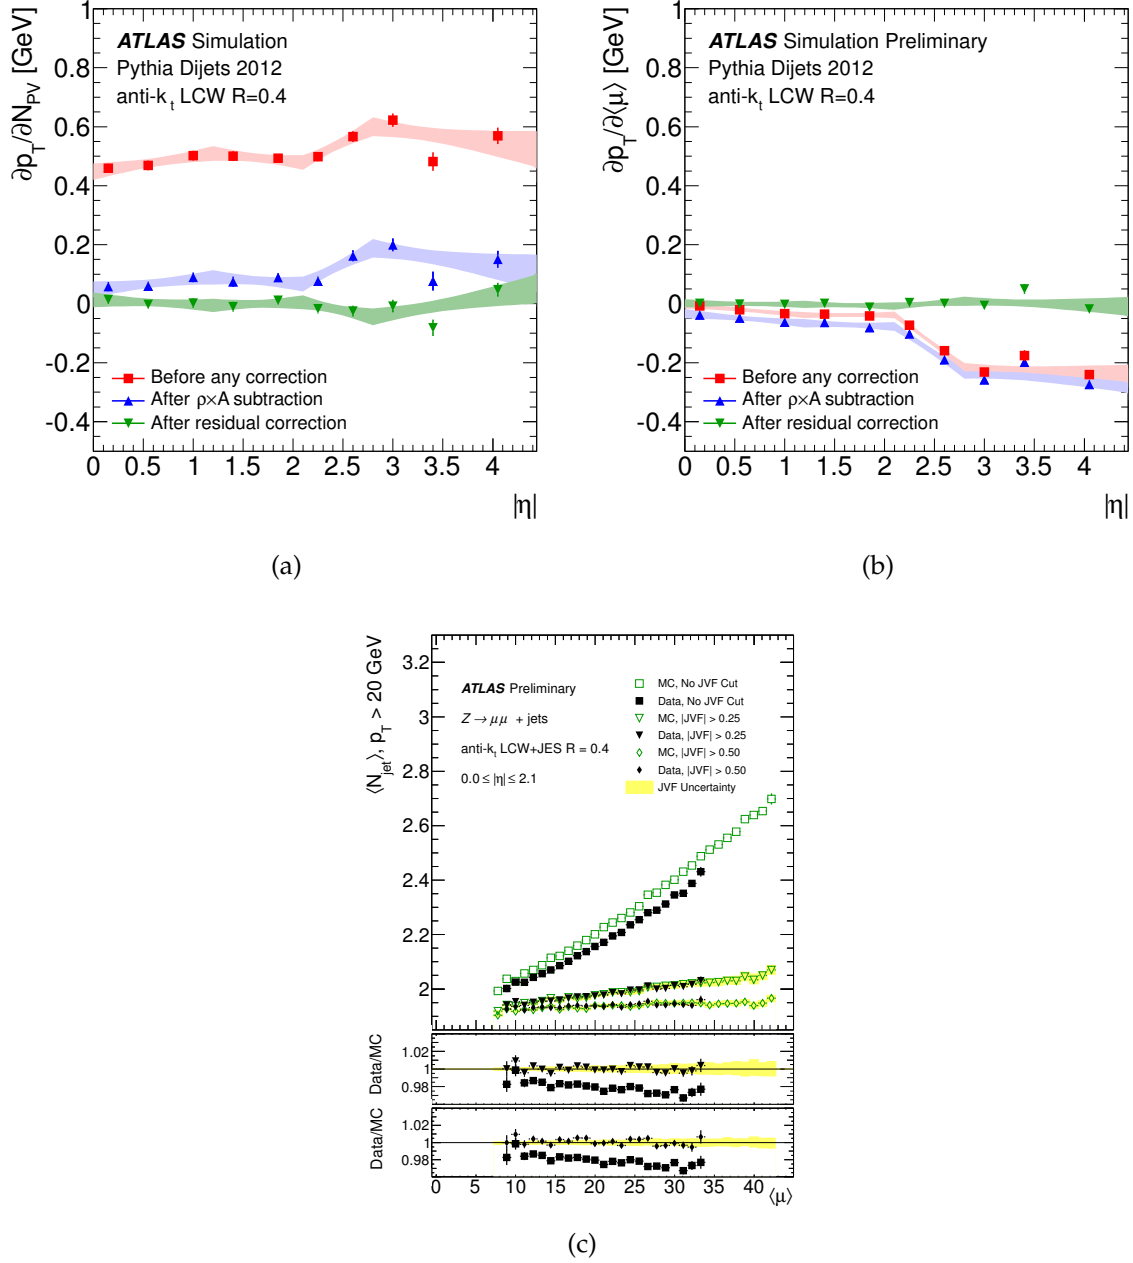 ∂p_T/∂N_PV [GeV]
1
0.8
0.6
0.4
0.2
0
-0.2
-0.4
ATLAS Simulation
Pythia Dijets 2012
anti-k_t LCW R=0.4
Before any correction
After ρ×A subtraction
After residual correction
0 0.5 1 1.5 2 2.5 3 3.5 4
|η|
(a)
∂p_T/∂⟨μ⟩ [GeV]
1
0.8
0.6
0.4
0.2
0
-0.2
-0.4
ATLAS Simulation Preliminary
Pythia Dijets 2012
anti-k_t LCW R=0.4
Before any correction
After ρ×A subtraction
After residual correction
0 0.5 1 1.5 2 2.5 3 3.5 4
|η|
(b)
⟨N_jet⟩, p_T > 20 GeV
3.2
3
2.8
2.6
2.4
2.2
2
ATLAS Preliminary
Z → μμ + jets
anti-k_t LCW+JES R = 0.4
0.0 ≤ |η| ≤ 2.1
MC, No JVF Cut
Data, No JVF Cut
MC, |JVF| > 0.25
Data, |JVF| > 0.25
MC, |JVF| > 0.50
Data, |JVF| > 0.50
JVF Uncertainty
Data/MC
1.02
1
0.98
Data/MC
1.02
1
0.98
0 5 10 15 20 25 30 35 40
⟨μ⟩
(c)